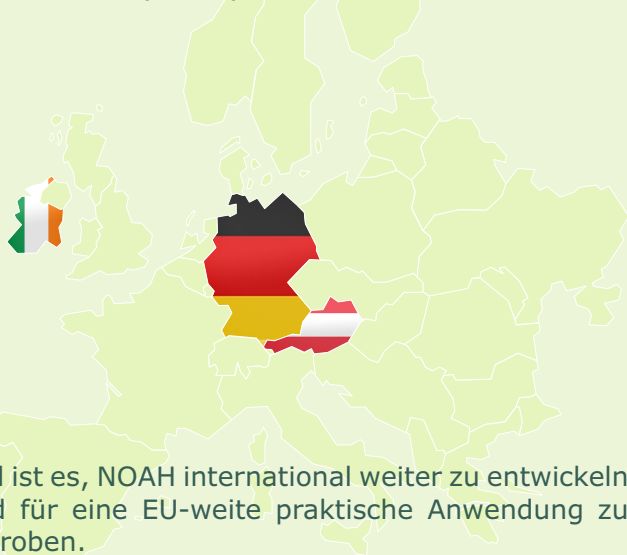 ist es, NOAH international weiter zu entwickeln
für eine EU-weite praktische Anwendung zu
roben.